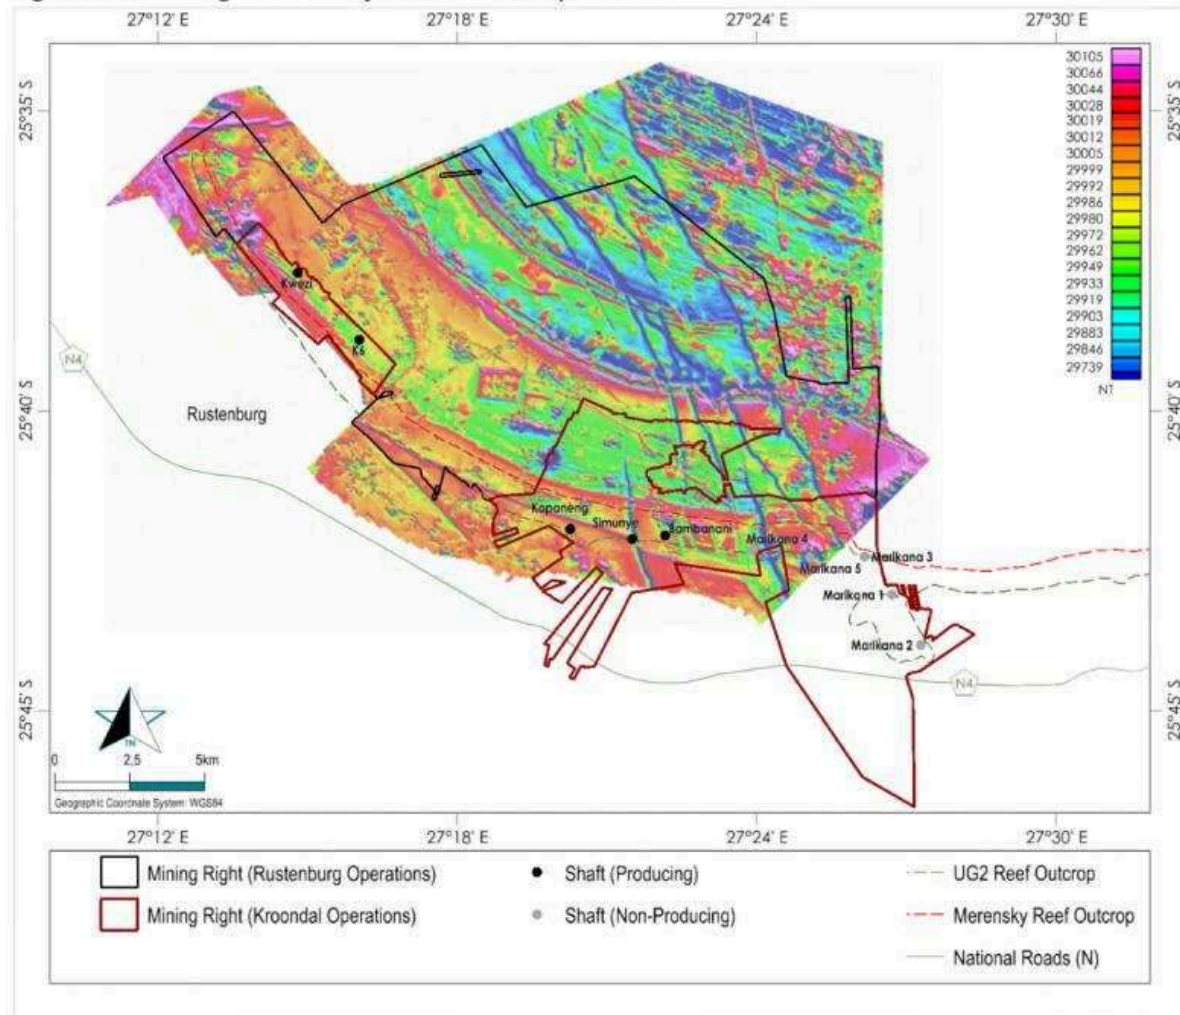 27°12' E
27°18' E
27°24' E
27°30' E
25°35' S
25°35' S
30105
30066
30044
30028
30019
30012
30005
29999
29992
29986
29980
29972
29962
29949
29933
29919
29903
29883
29846
29739
NT
Kwezi
K6
N4
25°40' S
25°40' S
Rustenburg
Kopaneng
Simunye
Bambanani
Marikana 4
Marikana 3
Marikana 5
Marikana 1
Marikana 2
N4
25°45' S
25°45' S
TN
0 2,5 5km
Geographic Coordinate System WGS84
27°12' E
27°18' E
27°24' E
27°30' E
Mining Right (Rustenburg Operations)
Shaft (Producing)
UG2 Reef Outcrop
Mining Right (Kroondal Operations)
Shaft (Non-Producing)
Merensky Reef Outcrop
National Roads (N)